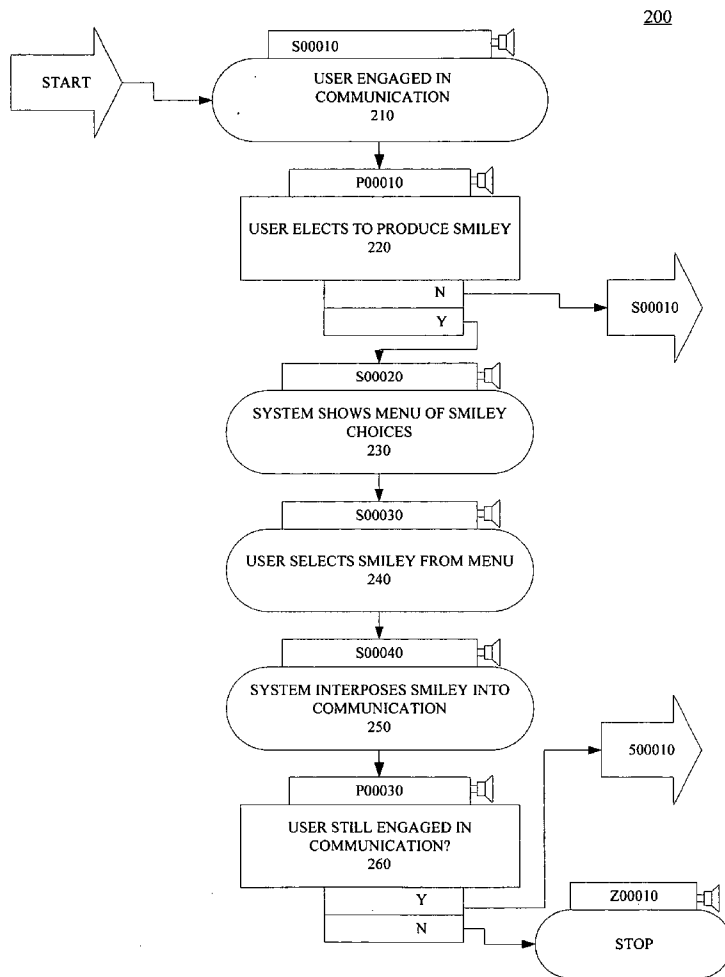 200
S00010
START
USER ENGAGED IN
COMMUNICATION
210
P00010
USER ELECTS TO PRODUCE SMILEY
220
N
Y
S00010
S00020
SYSTEM SHOWS MENU OF SMILEY
CHOICES
230
S00030
USER SELECTS SMILEY FROM MENU
240
S00040
SYSTEM INTERPOSES SMILEY INTO
COMMUNICATION
250
500010
P00030
USER STILL ENGAGED IN
COMMUNICATION?
260
Y
N
Z00010
STOP